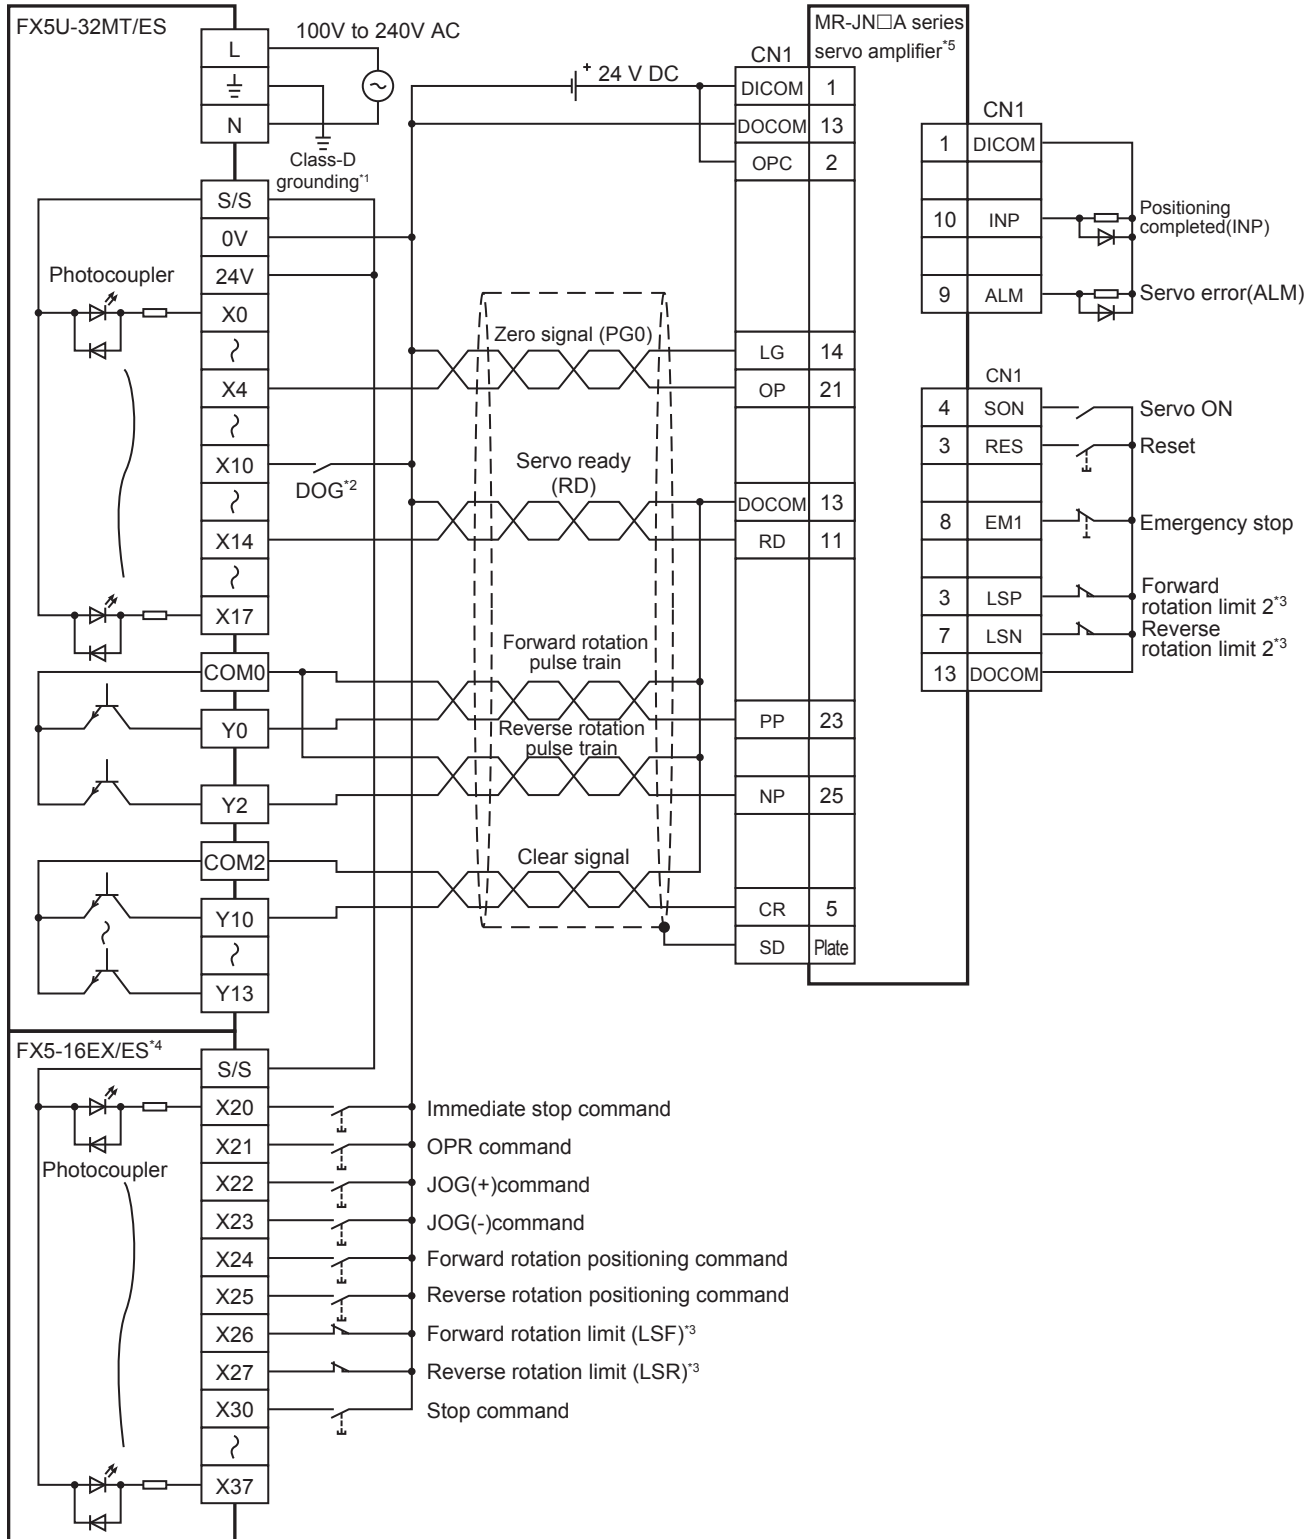 FX5U-32MT/ES
L
N
100V to 240V AC
Class-D
grounding*1
S/S
0V
24V
X0
X4
X10
X14
X17
COM0
Y0
Y2
COM2
Y10
Y13
Photocoupler
DOG*2
+ 24 V DC
Zero signal (PG0)
Servo ready
(RD)
Forward rotation
pulse train
Reverse rotation
pulse train
Clear signal
MR-JN□A series
servo amplifier*5
CN1
DICOM 1
DOCOM 13
OPC 2
LG 14
OP 21
DOCOM 13
RD 11
PP 23
NP 25
CR 5
SD Plate
CN1
1 DICOM
10 INP
9 ALM
Positioning
completed(INP)
Servo error(ALM)
CN1
4 SON Servo ON
3 RES Reset
8 EM1 Emergency stop
3 LSP Forward
rotation limit 2*3
7 LSN Reverse
rotation limit 2*3
13 DOCOM
FX5-16EX/ES*4
S/S
Photocoupler
X20 Immediate stop command
X21 OPR command
X22 JOG(+)command
X23 JOG(-)command
X24 Forward rotation positioning command
X25 Reverse rotation positioning command
X26 Forward rotation limit (LSF)*3
X27 Reverse rotation limit (LSR)*3
X30 Stop command
X37